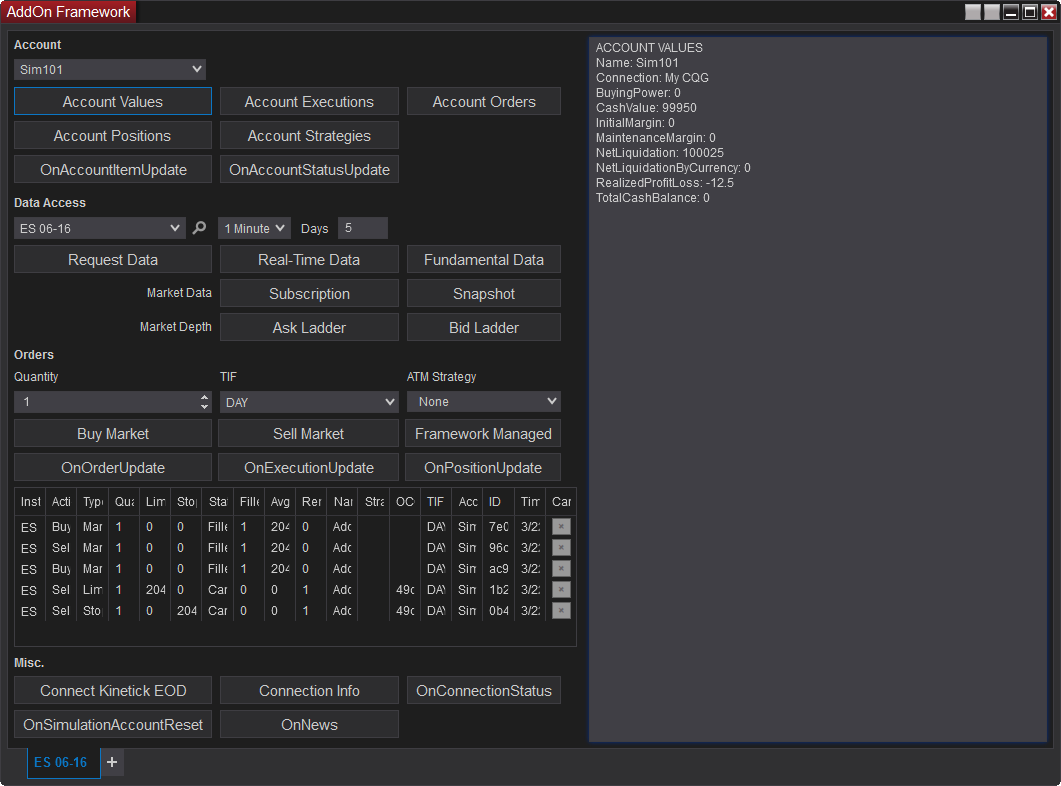 AddOn Framework
Account
Sim101
Account Values Account Executions Account Orders
Account Positions Account Strategies
OnAccountItemUpdate OnAccountStatusUpdate
Data Access
ES 06-16 1 Minute Days 5
Request Data Real-Time Data Fundamental Data
Market Data Subscription Snapshot
Market Depth Ask Ladder Bid Ladder
Orders
Quantity TIF ATM Strategy
1 DAY None
Buy Market Sell Market Framework Managed
OnOrderUpdate OnExecutionUpdate OnPositionUpdate
Inst Acti Type Qua Lim Stop Stat Fille Avg Rer Nar Stra OC TIF Acc ID Tim Car
ES Buy Mar 1 0 0 Fille 1 204 0 Adc DAY Sim 7e0 3/22
ES Sel Mar 1 0 0 Fille 1 204 0 Adc DAY Sim 96c 3/22
ES Buy Mar 1 0 0 Fille 1 204 0 Adc DAY Sim ac9 3/22
ES Sel Lim 1 204 0 Car 0 0 1 Adc 49c DAY Sim 1b2 3/22
ES Sel Sto 1 0 204 Car 0 0 1 Adc 49c DAY Sim 0b4 3/22
Misc.
Connect Kinetick EOD Connection Info OnConnectionStatus
OnSimulationAccountReset OnNews
ES 06-16 +
ACCOUNT VALUES
Name: Sim101
Connection: My CQG
BuyingPower: 0
CashValue: 99950
InitialMargin: 0
MaintenanceMargin: 0
NetLiquidation: 100025
NetLiquidationByCurrency: 0
RealizedProfitLoss: -12.5
TotalCashBalance: 0